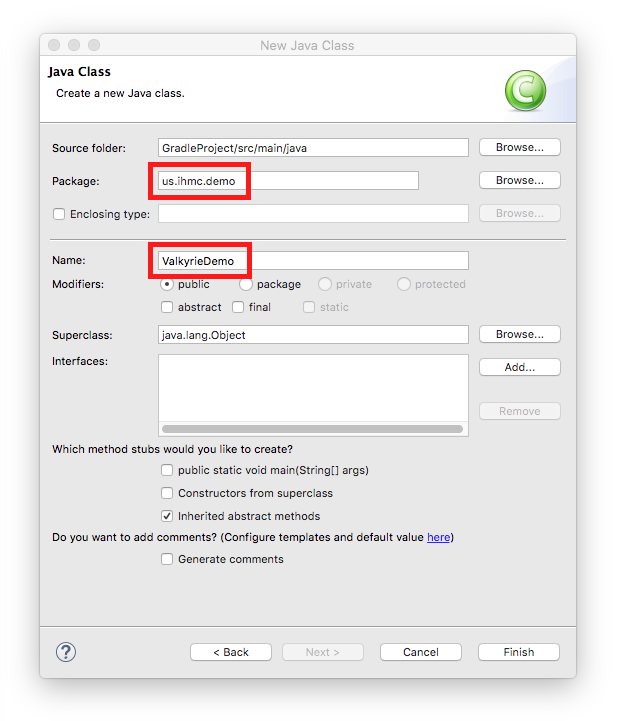 New Java Class
Java Class
Create a new Java class.
C
Source folder: GradleProject/src/main/java Browse...
Package: us.ihmc.demo Browse...
Enclosing type: Browse...
Name: ValkyrieDemo
Modifiers: public package private protected
abstract final static
Superclass: java.lang.Object Browse...
Interfaces: Add...
Remove
Which method stubs would you like to create?
public static void main(String[] args)
Constructors from superclass
Inherited abstract methods
Do you want to add comments? (Configure templates and default value here)
Generate comments
? < Back Next > Cancel Finish